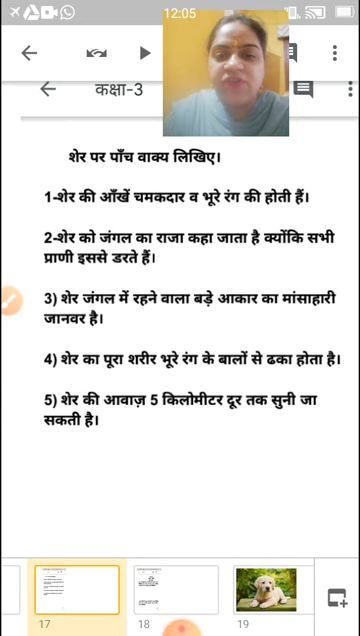 12:05
कक्षा-3
शेर पर पाँच वाक्य लिखिए।
1-शेर की आँखें चमकदार व भूरे रंग की होती हैं।
2-शेर को जंगल का राजा कहा जाता है क्योंकि सभी
प्राणी इससे डरते हैं।
3) शेर जंगल में रहने वाला बड़े आकार का मांसाहारी
जानवर है।
4) शेर का पूरा शरीर भूरे रंग के बालों से ढका होता है।
5) शेर की आवाज़ 5 किलोमीटर दूर तक सुनी जा
सकती है।
17
18
19